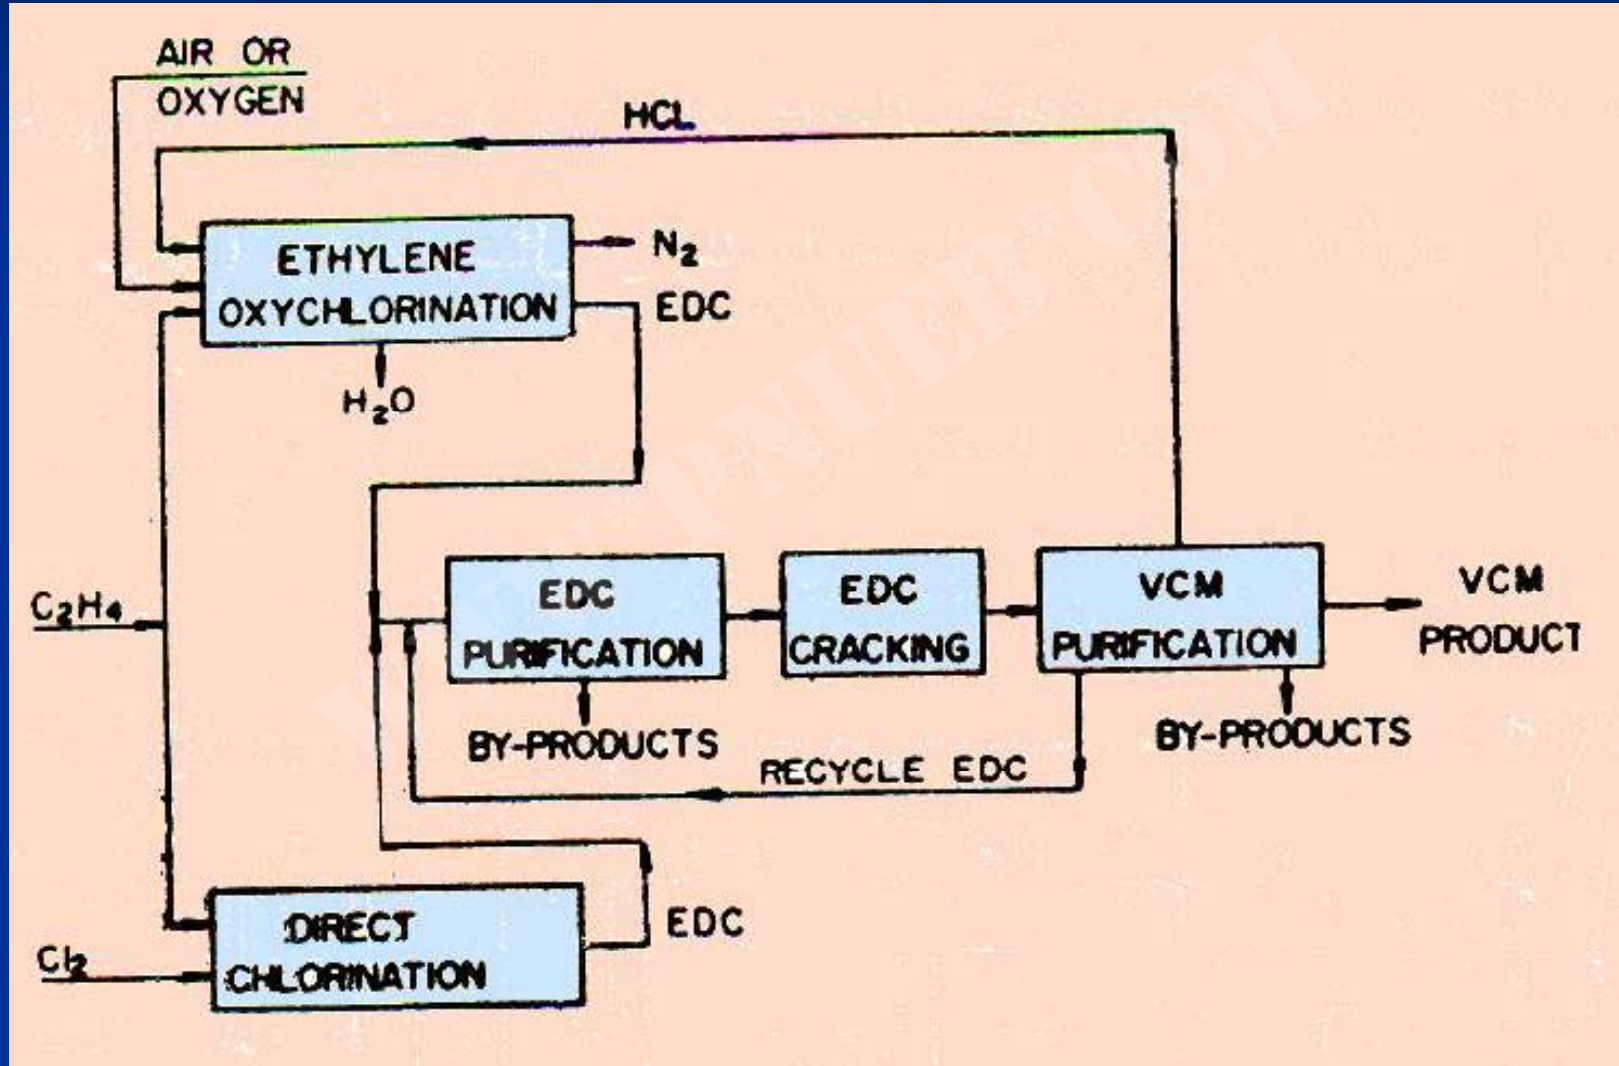 AIR OR
OXYGEN
HCL
ETHYLENE
OXYCHLORINATION
N₂
EDC
H₂O
C₂H₄
EDC
PURIFICATION
EDC
CRACKING
VCM
PURIFICATION
VCM
PRODUCT
BY-PRODUCTS
BY-PRODUCTS
RECYCLE EDC
DIRECT
CHLORINATION
EDC
Cl₂